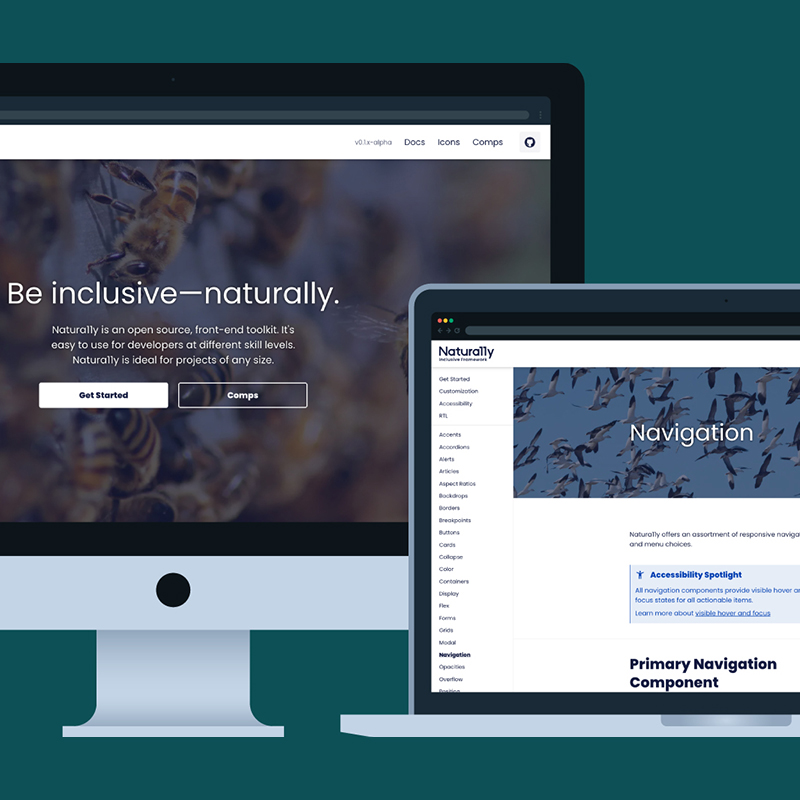 v0.1.x-alpha Docs Icons Comps
Be inclusive—naturally.
Natura11y is an open source, front-end toolkit. It's
easy to use for developers at different skill levels.
Natura11y is ideal for projects of any size.
Get Started Comps
Natura11y
Inclusive Framework
Get Started
Customization
Accessibility
RTL
Accents
Accordions
Alerts
Articles
Aspect Ratios
Backdrops
Borders
Breakpoints
Buttons
Cards
Collapse
Color
Containers
Display
Flex
Forms
Grids
Modal
Navigation
Opacities
Overflow
Position
Navigation
Natura11y offers an assortment of responsive naviga
and menu choices.
Accessibility Spotlight
All navigation components provide visible hover an
focus states for all actionable items.
Learn more about visible hover and focus
Primary Navigation
Component